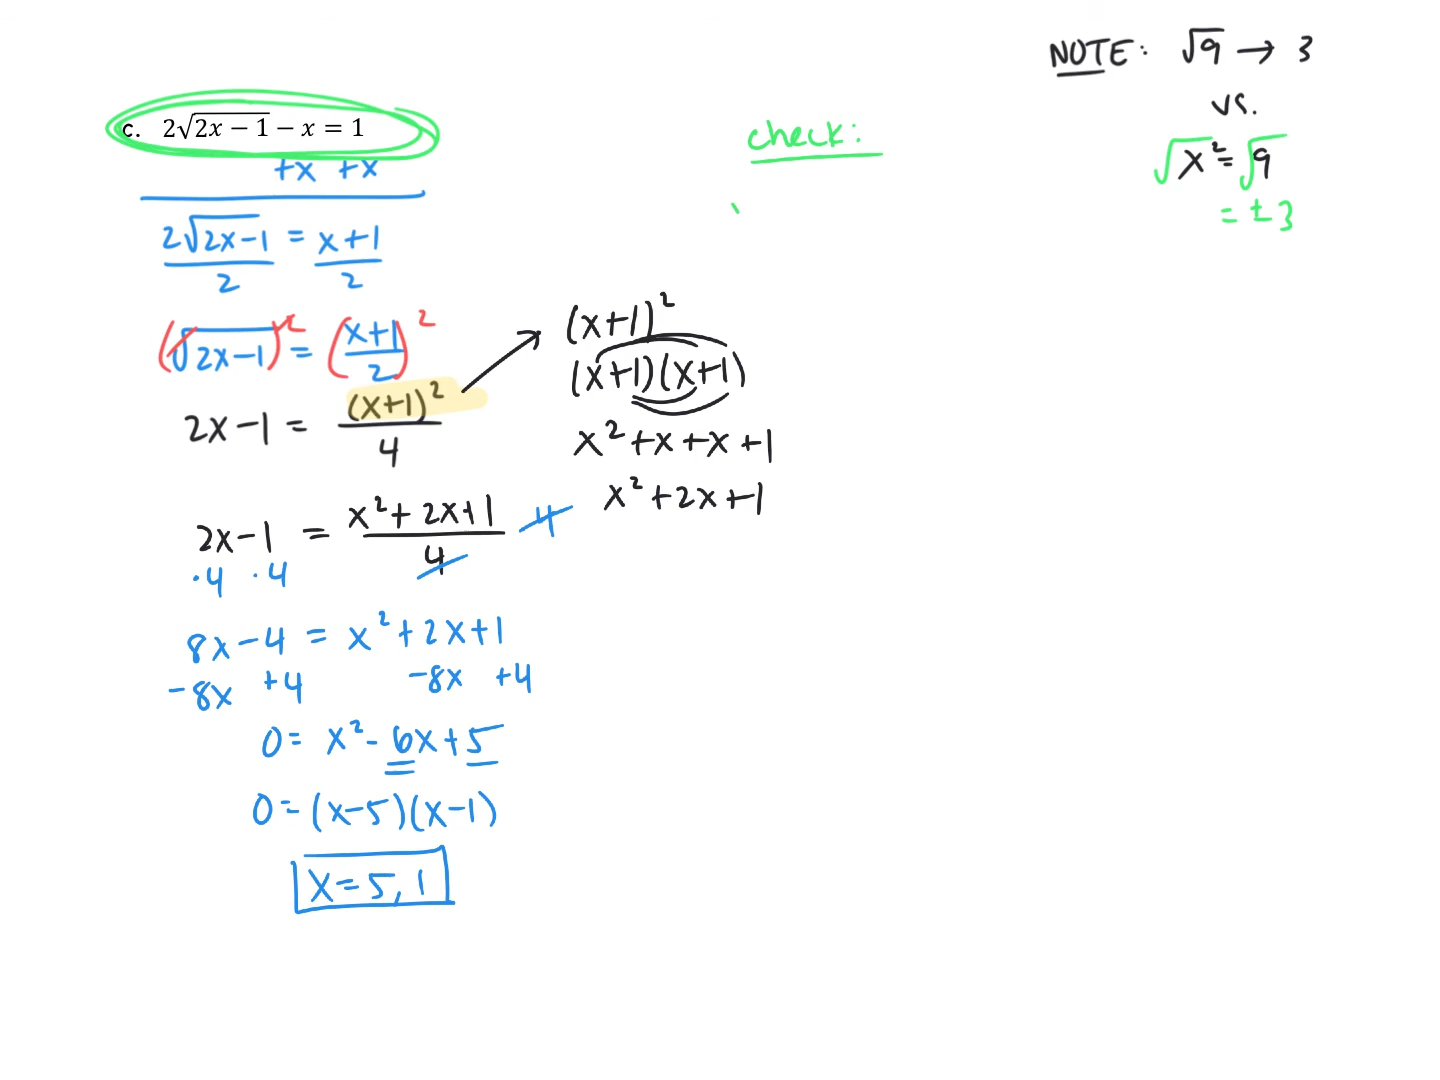 c. 2√(2x − 1) − x = 1
+x +x
2√(2x−1) = x+1
2 2
(√(2x−1))² = ((x+1)/2)²
2x−1 = (x+1)²/4
2x−1 = (x²+2x+1)/4 4
·4 ·4
8x−4 = x²+2x+1
−8x +4 −8x +4
0 = x²−6x+5
0=(x−5)(x−1)
x=5,1
(x+1)²
(x+1)(x+1)
x²+x+x+1
x²+2x+1
check:
NOTE: √9 → 3
vs.
√x² = √9
= ±3